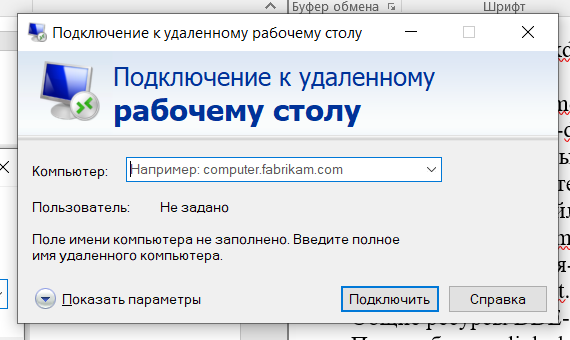 Буфер обмена
Шрифт
Подключение к удаленному рабочему столу
Подключение к удаленному
рабочему столу
Компьютер:
Например: computer.fabrikam.com
Пользователь:
Не задано
Поле имени компьютера не заполнено. Введите полное
имя удаленного компьютера.
Показать параметры
Подключить
Справка